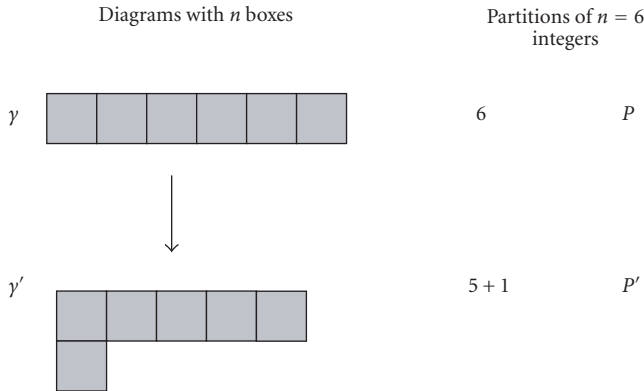 Diagrams with n boxes
Partitions of n = 6
integers
γ
6
P
γ′
5 + 1
P′